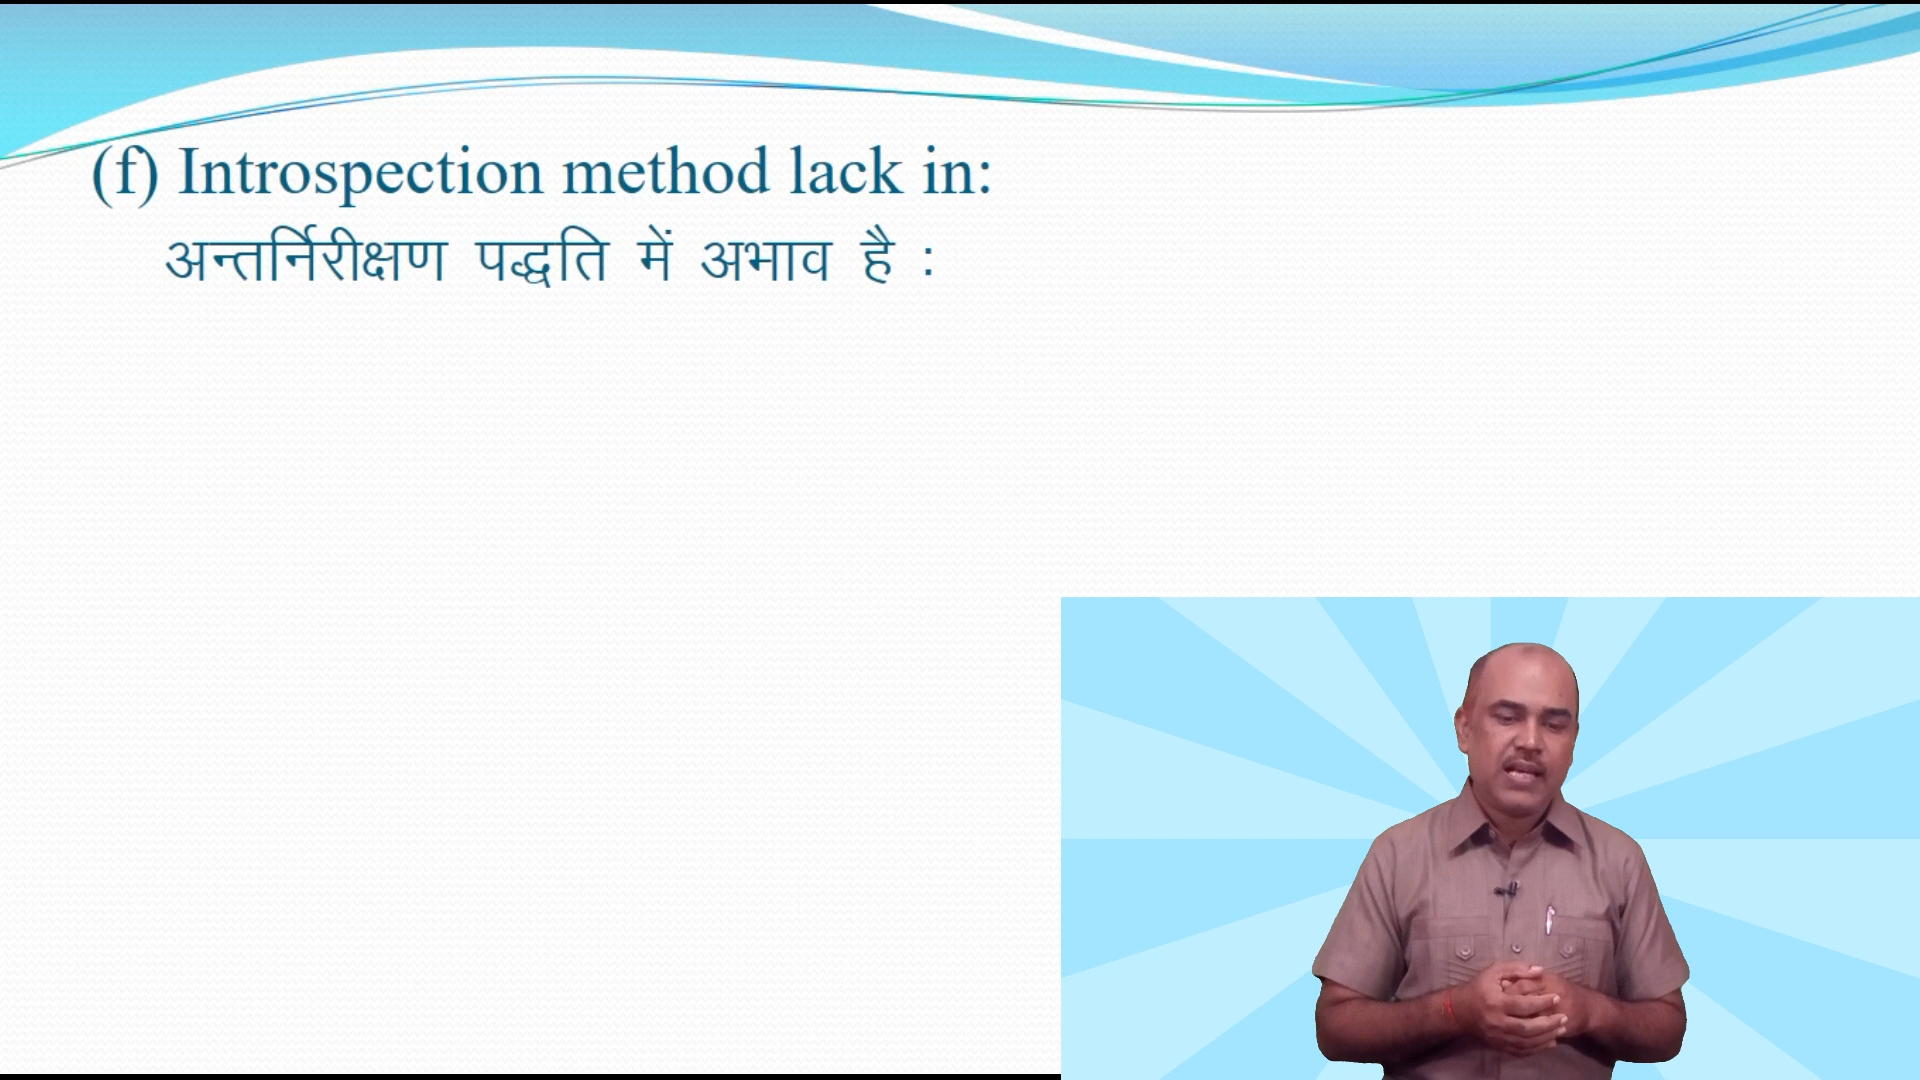 (f) Introspection method lack in:
अन्तर्निरीक्षण पद्धति में अभाव है :